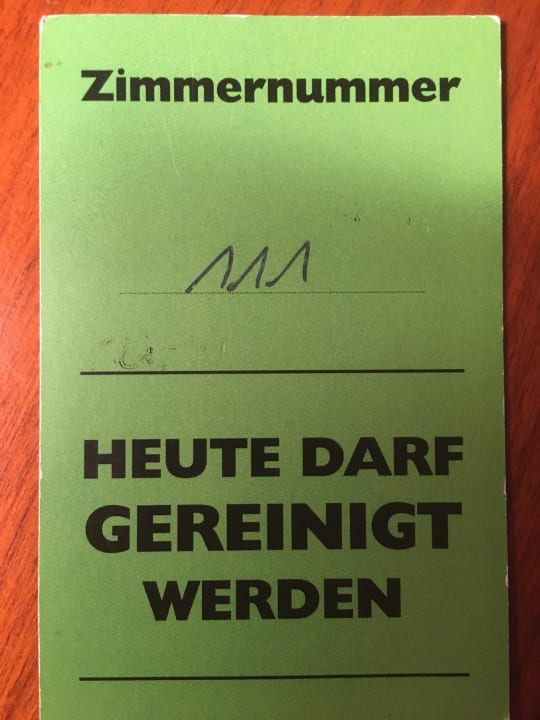 Zimmernummer
111
HEUTE DARF
GEREINIGT
WERDEN